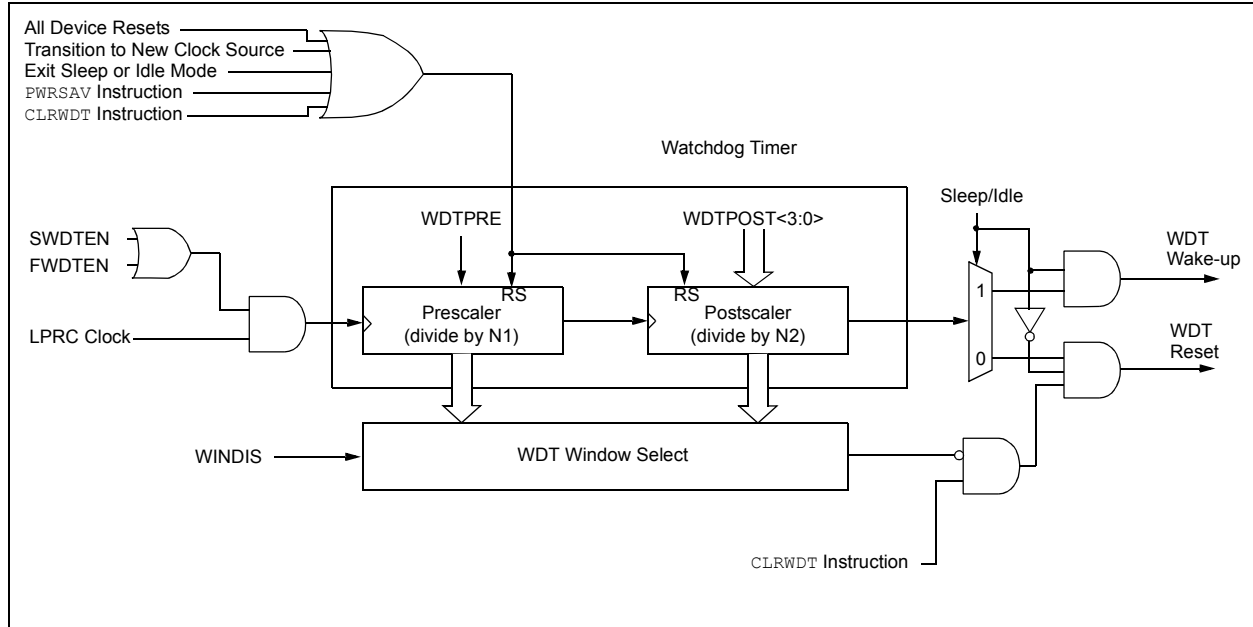 All Device Resets
Transition to New Clock Source
Exit Sleep or Idle Mode
PWRSAV Instruction
CLRWDT Instruction
Watchdog Timer
Sleep/Idle
WDTPRE
WDTPOST<3:0>
SWDTEN
FWDTEN
WDT
Wake-up
RS
RS
1
Prescaler
(divide by N1)
Postscaler
(divide by N2)
LPRC Clock
WDT
Reset
0
WINDIS
WDT Window Select
CLRWDT Instruction